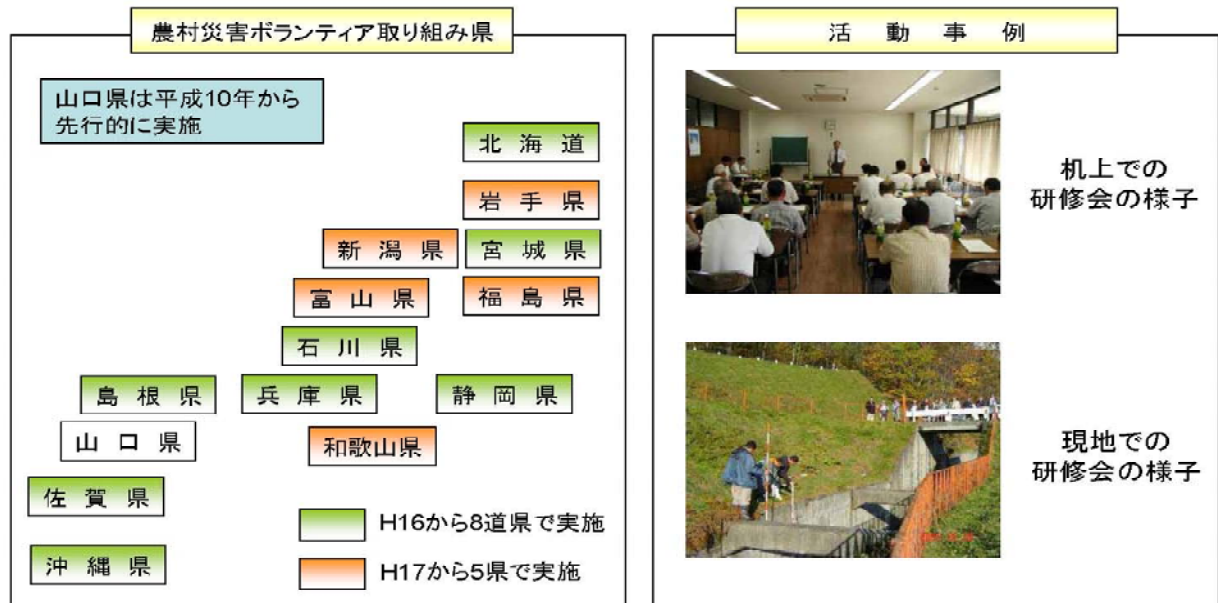 農村災害ボランティア取り組み県
山口県は平成10年から
先行的に実施
北海道
岩手県
新潟県
宮城県
富山県
福島県
石川県
島根県
兵庫県
静岡県
山口県
和歌山県
佐賀県
沖縄県
H16から8道県で実施
H17から5県で実施
活動事例
机上での
研修会の様子
現地での
研修会の様子